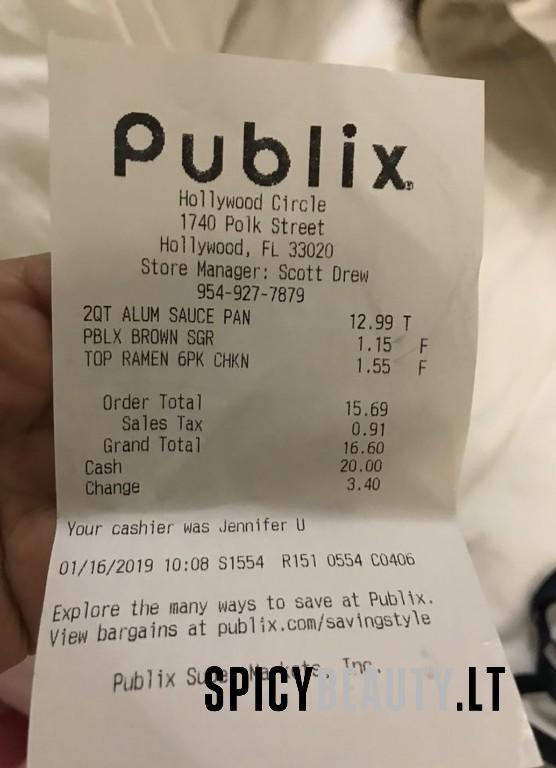 Publix
Hollywood Circle
1740 Polk Street
Hollywood, FL 33020
Store Manager: Scott Drew
954-927-7879
2QT ALUM SAUCE PAN 12.99 T
PBLX BROWN SGR 1.15 F
TOP RAMEN 6PK CHKN 1.55 F
Order Total 15.69
Sales Tax 0.91
Grand Total 16.60
Cash 20.00
Change 3.40
Your cashier was Jennifer U
01/16/2019 10:08 S1554 R151 0554 C0406
Explore the many ways to save at Publix.
View bargains at publix.com/savingstyle
Publix Super Markets, Inc.
SPICYBEAUTY.LT